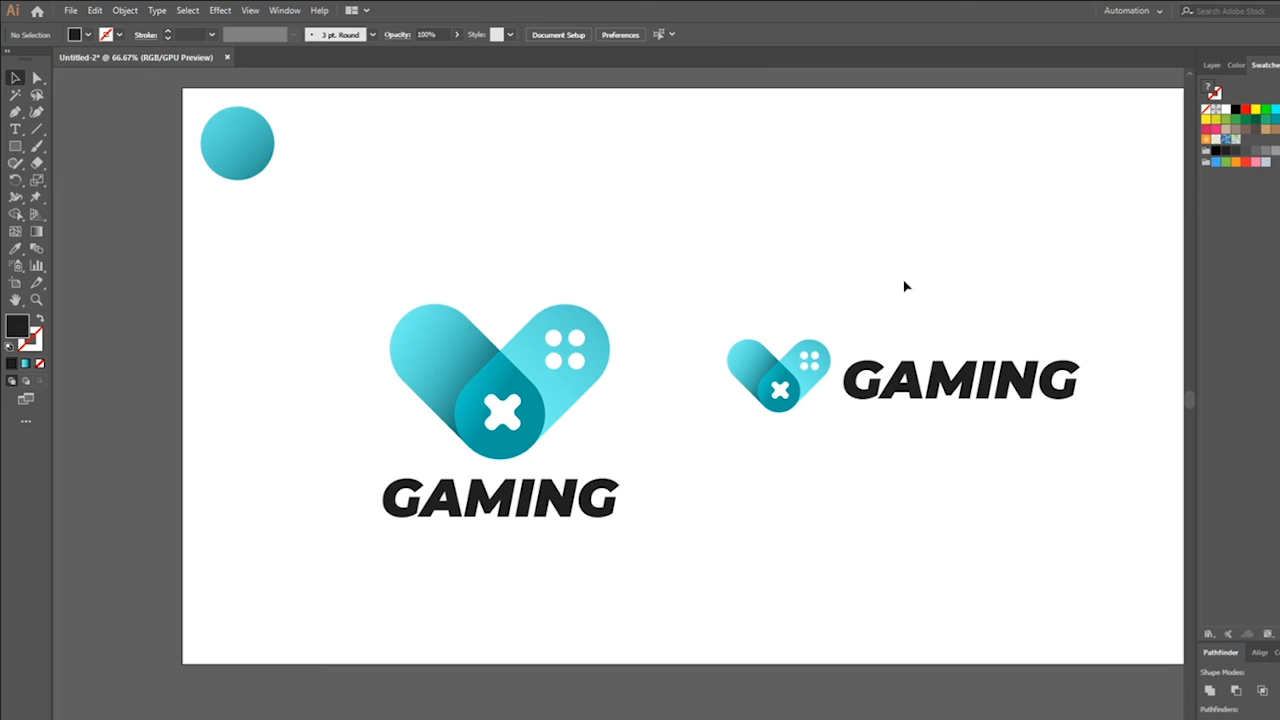 Ai File Edit Object Type Select Effect View Window Help Automation Search Adobe Stock
No Selection Stroke: 3 pt. Round Opacity: 100% Style: Document Setup Preferences
Untitled-2* @ 66.67% (RGB/GPU Preview) ×
Layer Color Swatches
?
GAMING
GAMING
Pathfinder Align
Shape Modes:
Pathfinders: